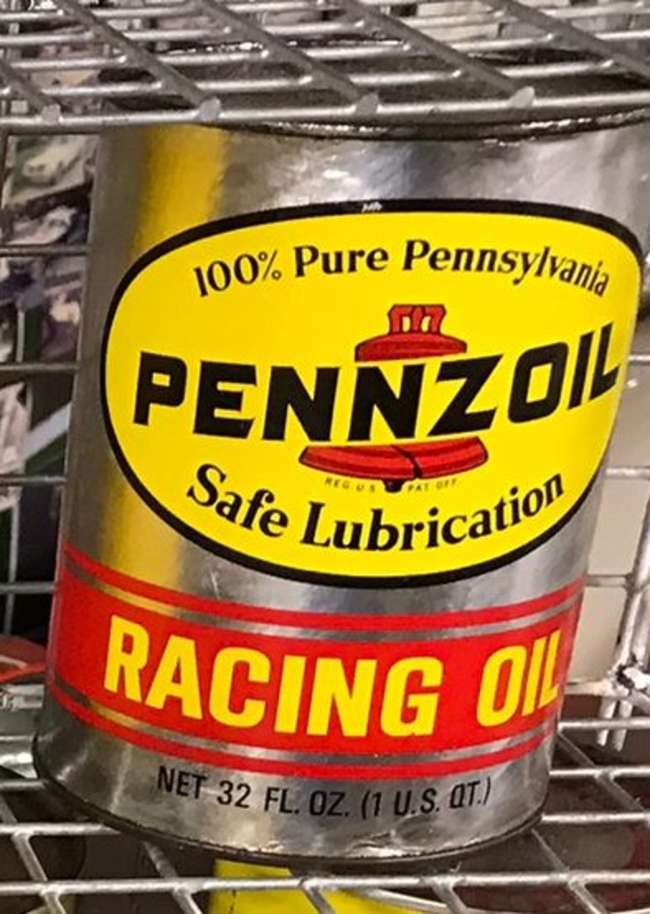 100% Pure Pennsylvania
PENNZOIL
REG U S PAT OFF
Safe Lubrication
RACING OIL
NET 32 FL. OZ. (1 U.S. QT.)